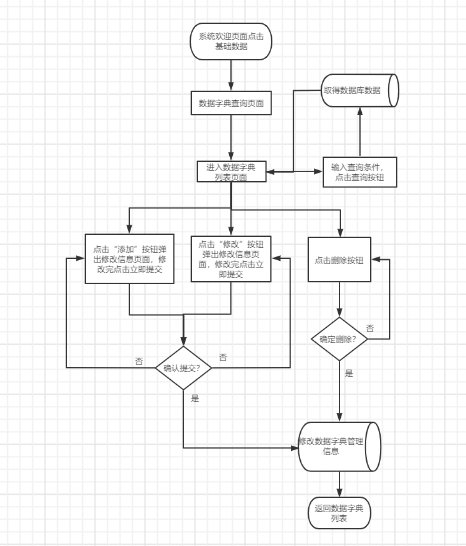 系统欢迎页面点击
基础数据
取得数据库数据
数据字典查询页面
进入数据字典
列表页面
输入查询条件，
点击查询按钮
点击“添加”按钮弹
出修改信息页面，修
改完点击立即提交
点击“修改”按钮
弹出修改信息页
面，修改完点击立
即提交
点击删除按钮
确认提交？
否
否
是
确定删除？
否
是
修改数据字典管理
信息
返回数据字典
列表